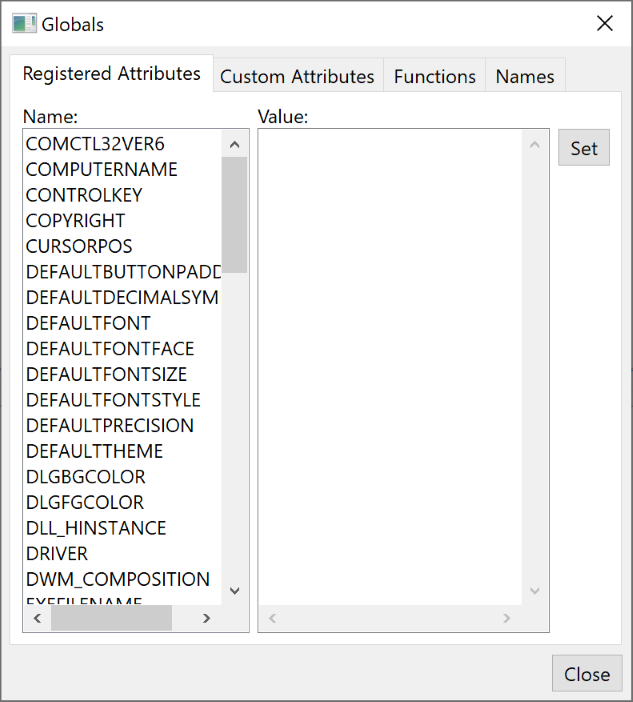 Globals
Registered Attributes
Custom Attributes
Functions
Names
Name:
Value:
COMCTL32VER6
COMPUTERNAME
CONTROLKEY
COPYRIGHT
CURSORPOS
DEFAULTBUTTONPADD
DEFAULTDECIMALSYM
DEFAULTFONT
DEFAULTFONTFACE
DEFAULTFONTSIZE
DEFAULTFONTSTYLE
DEFAULTPRECISION
DEFAULTTHEME
DLGBGCOLOR
DLGFGCOLOR
DLL_HINSTANCE
DRIVER
DWM_COMPOSITION
EXEFILENAME
Set
Close